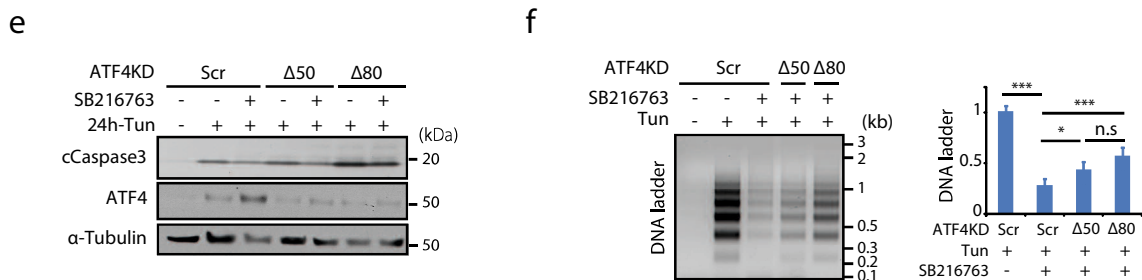 e
ATF4KD Scr Δ50 Δ80
SB216763 - - + - + - +
24h-Tun - + + + + + +
(kDa)
cCaspase3 20
ATF4 50
α-Tubulin 50
f
ATF4KD Scr Δ50 Δ80
SB216763 - - + + +
Tun - + + + + (kb)
DNA ladder
3
2
1
0.5
0.3
0.2
0.1
DNA ladder
1
0.5
0
***
***
*
n.s
ATF4KD Scr Scr Δ50 Δ80
Tun + + + +
SB216763 - + + +